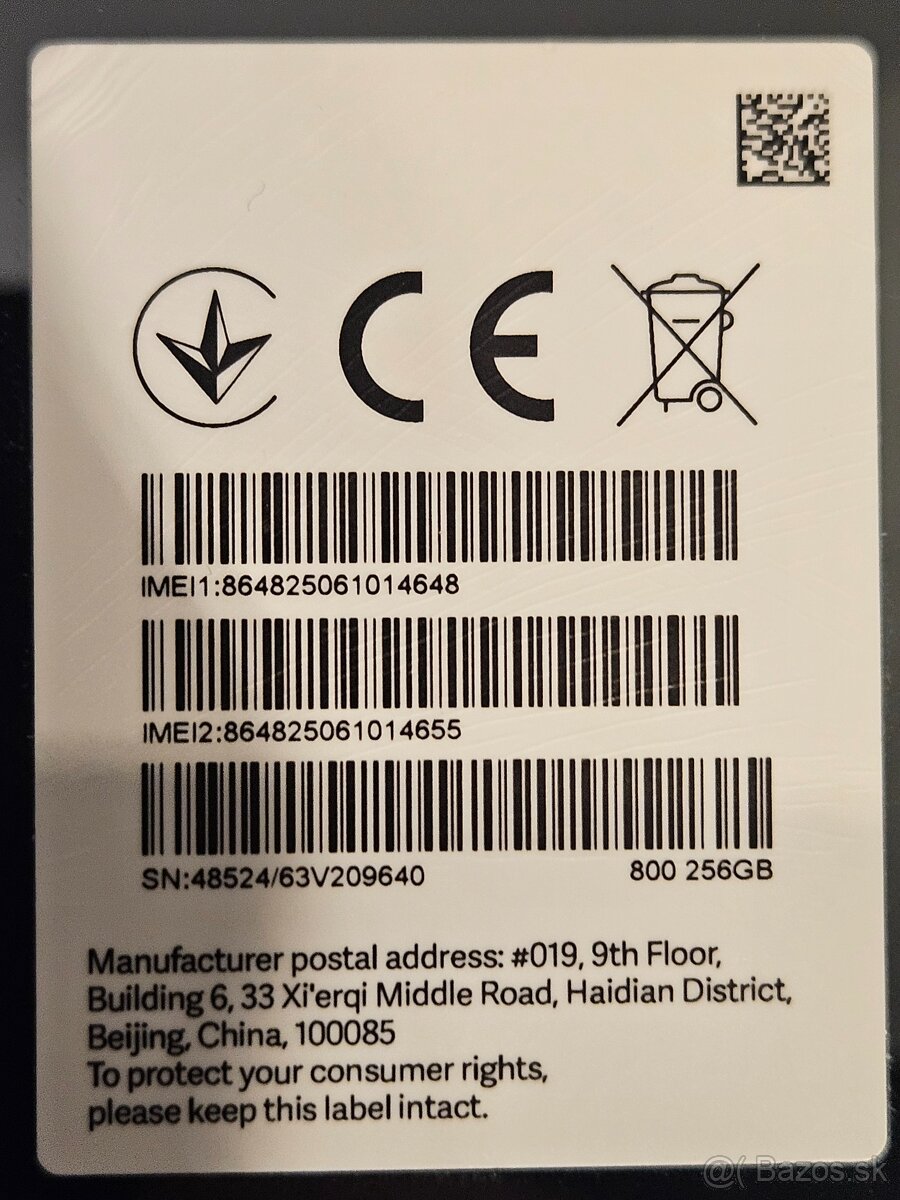 CE
IMEI1:864825061014648
IMEI2:864825061014655
SN:48524/63V209640 800 256GB
Manufacturer postal address: #019, 9th Floor,
Building 6, 33 Xi'erqi Middle Road, Haidian District,
Beijing, China, 100085
To protect your consumer rights,
please keep this label intact.
@( Bazos.sk